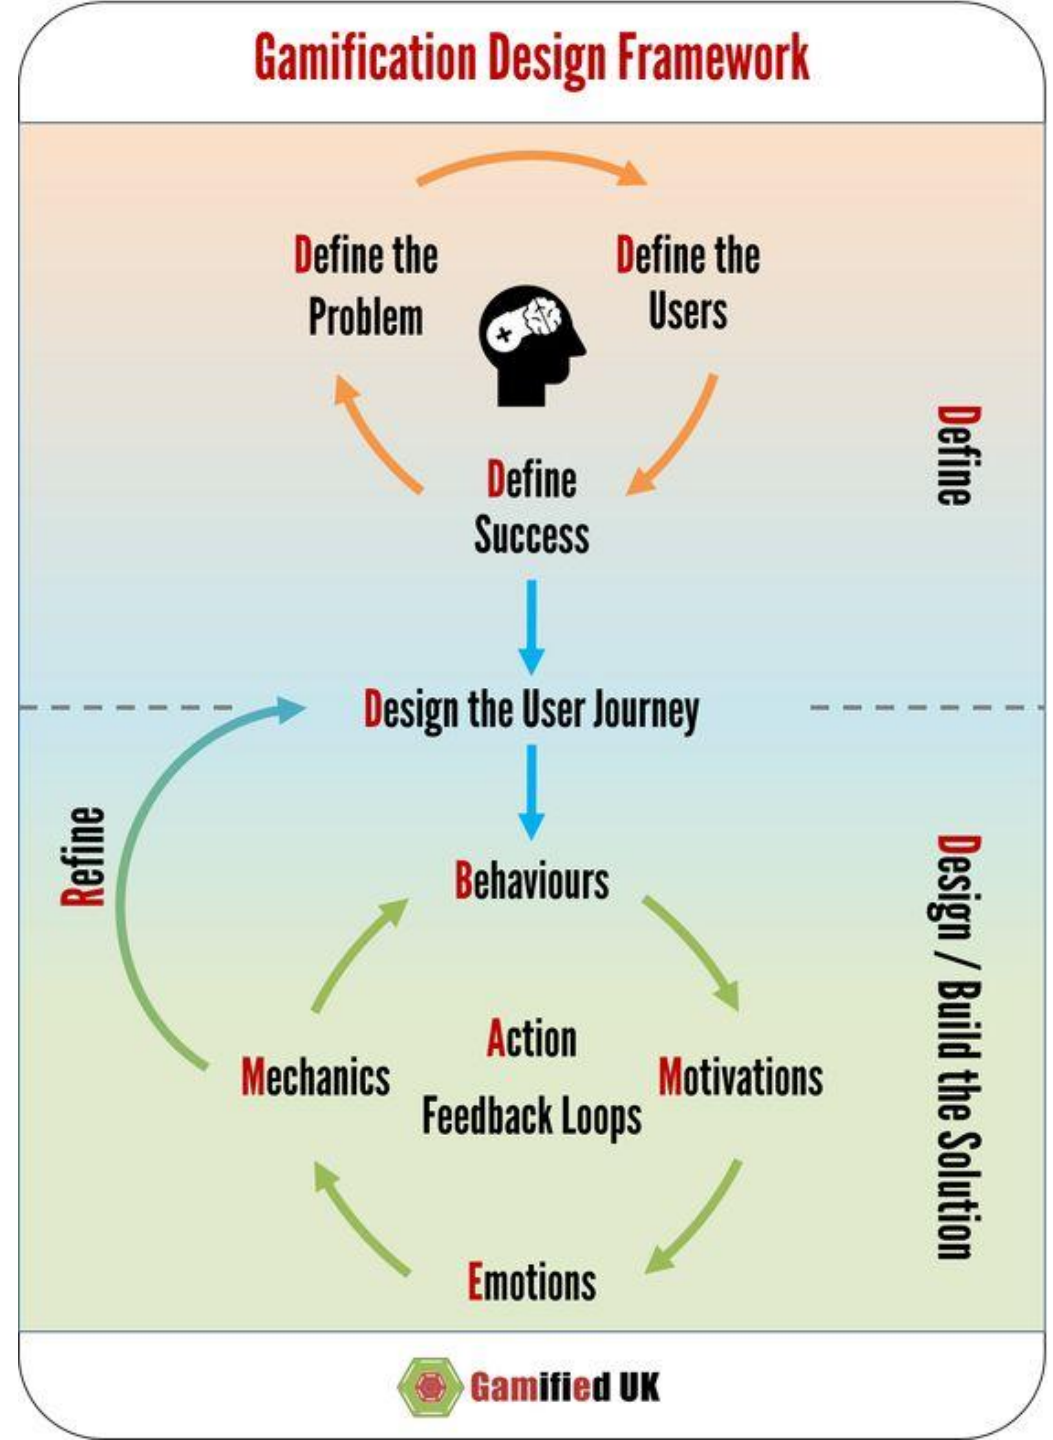 Gamification Design Framework
Define the
Problem
Define the
Users
Define
Success
Define
Design the User Journey
Refine
Behaviours
Design / Build the Solution
Action
Feedback Loops
Mechanics
Motivations
Emotions
Gamified UK